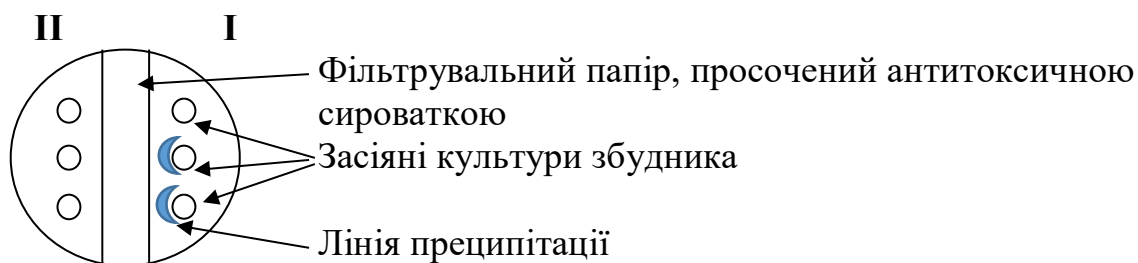 II I
Фільтрувальний папір, просочений антитоксичною
сироваткою
Засіяні культури збудника
Лінія преципітації